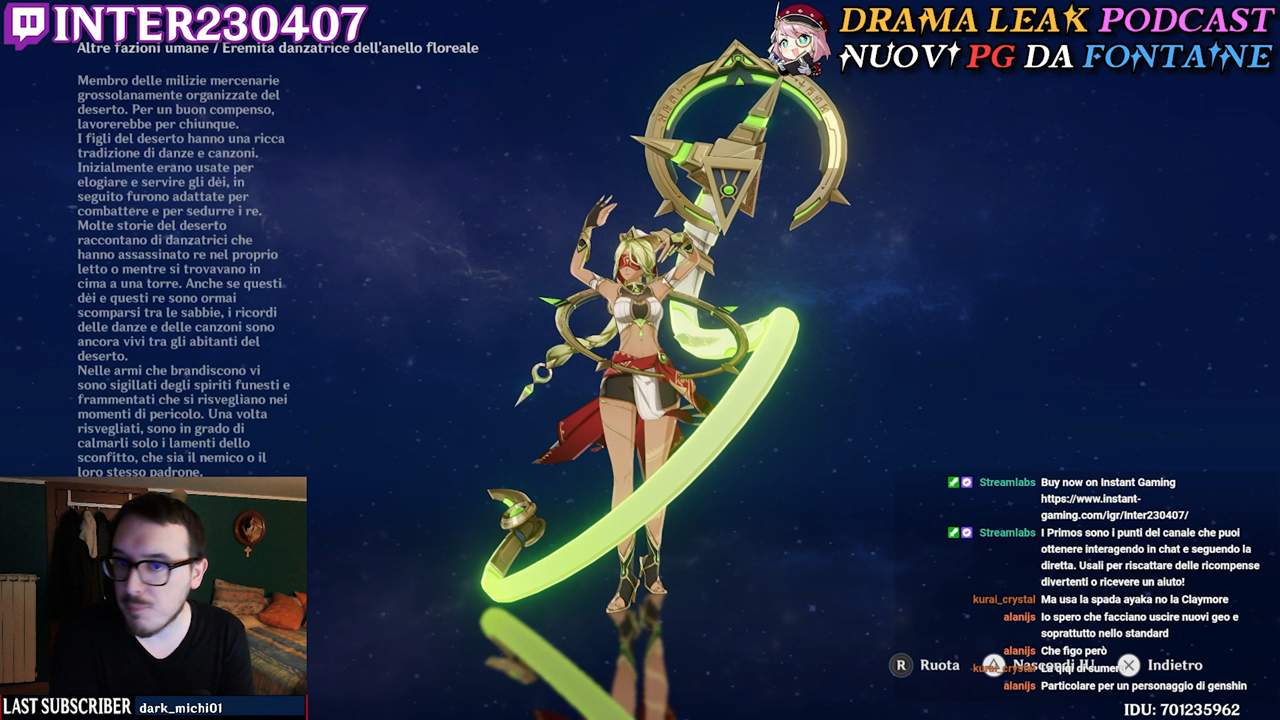 INTER230407
DRAMA LEAK PODCAST
NUOVI PG DA FONTAINE
Altre fazioni umane / Eremita danzatrice dell'anello floreale
Membro delle milizie mercenarie
grossolanamente organizzate del
deserto. Per un buon compenso,
lavorerebbe per chiunque.
I figli del deserto hanno una ricca
tradizione di danze e canzoni.
Inizialmente erano usate per
elogiare e servire gli dèi, in
seguito furono adattate per
combattere e per sedurre i re.
Molte storie del deserto
raccontano di danzatrici che
hanno assassinato re nel proprio
letto o mentre si trovavano in
cima a una torre. Anche se questi
dèi e questi re sono ormai
scomparsi tra le sabbie, i ricordi
delle danze e delle canzoni sono
ancora vivi tra gli abitanti del
deserto.
Nelle armi che brandiscono vi
sono sigillati degli spiriti funesti e
frammentati che si risvegliano nei
momenti di pericolo. Una volta
risvegliati, sono in grado di
calmarli solo i lamenti dello
sconfitto, che sia il nemico o il
loro stesso padrone.
Streamlabs Buy now on Instant Gaming
https://www.instant-
gaming.com/igr/Inter230407/
Streamlabs I Primos sono i punti del canale che puoi
ottenere interagendo in chat e seguendo la
diretta. Usali per riscattare delle ricompense
divertenti o ricevere un aiuto!
kurai_crystal Ma usa la spada ayaka no la Claymore
alanijs Io spero che facciano uscire nuovi geo e
soprattutto nello standard
alanijs Che figo però
kurai_crystal La qiqi di sumer
R Ruota Nascondi IU Indietro
alanijs Particolare per un personaggio di genshin
LAST SUBSCRIBER dark_michi01
IDU: 701235962